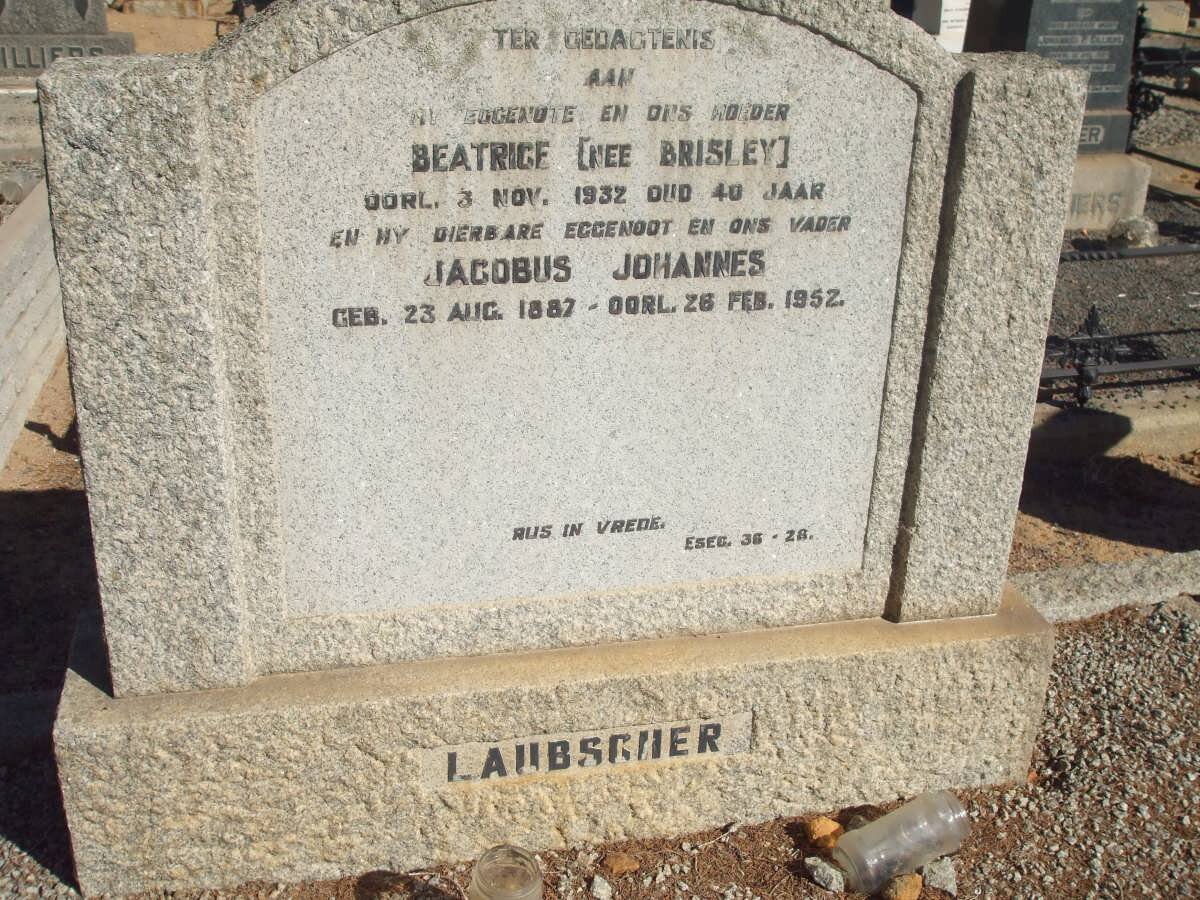 TER GEDAGTENIS
AAN
MY EGGENOTE EN ONS MOEDER
BEATRICE [NEE BRISLEY]
OORL. 3 NOV. 1932 OUD 40 JAAR
EN MY DIERBARE EGGENOOT EN ONS VADER
JACOBUS JOHANNES
GEB. 23 AUG. 1887 - OORL. 26 FEB. 1952.
RUS IN VREDE.
ESEG. 36 - 26.
LAUBSCHER
VILLIERS